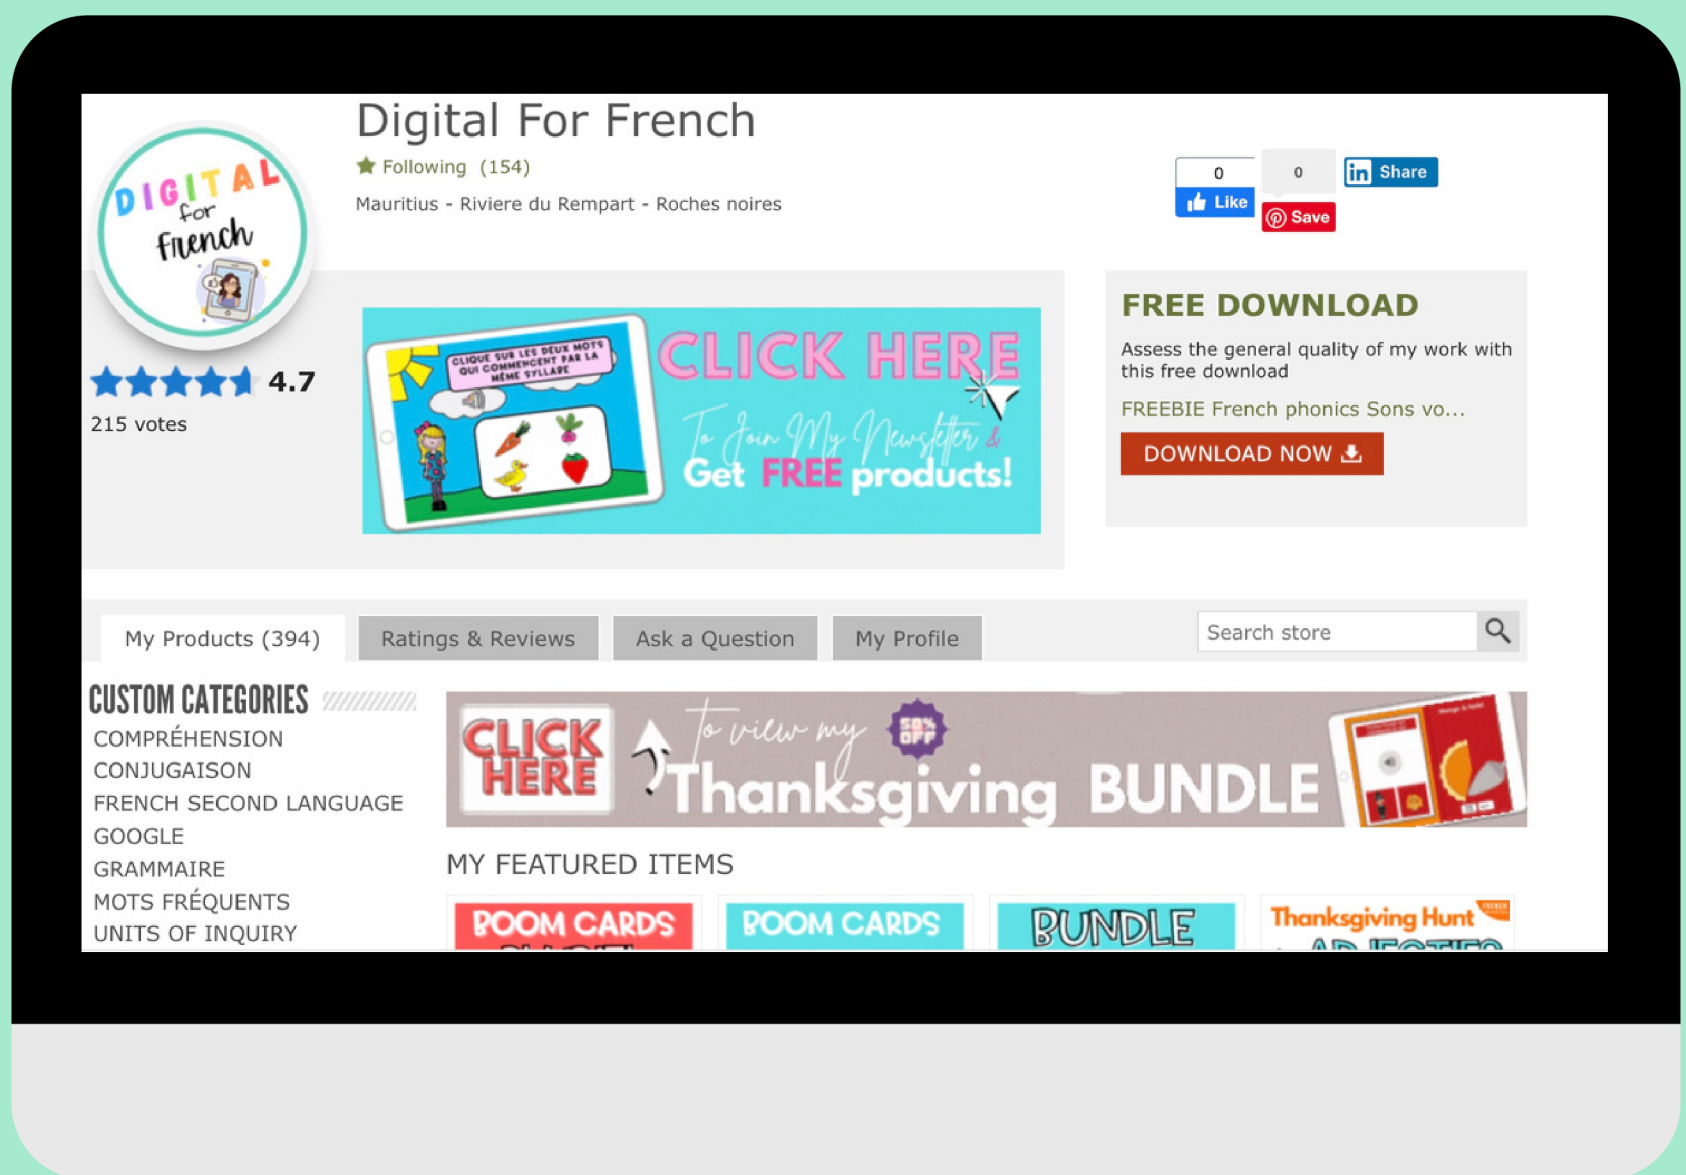 Digital For French
Following (154)
Mauritius - Riviere du Rempart - Roches noires
0
Like
0
Save
in Share
DIGITAL
for
French
4.7
215 votes
CLIQUE SUR LES DEUX MOTS
QUI COMMENCENT PAR LA
MÊME SYLLABE
CLICK HERE
To Join My Newsletter &
Get FREE products!
FREE DOWNLOAD
Assess the general quality of my work with
this free download
FREEBIE French phonics Sons vo...
DOWNLOAD NOW
My Products (394)
Ratings & Reviews
Ask a Question
My Profile
Search store
CUSTOM CATEGORIES
COMPRÉHENSION
CONJUGAISON
FRENCH SECOND LANGUAGE
GOOGLE
GRAMMAIRE
MOTS FRÉQUENTS
UNITS OF INQUIRY
CLICK
HERE
to view my
50%
OFF
Thanksgiving BUNDLE
MY FEATURED ITEMS
BOOM CARDS
BOOM CARDS
BUNDLE
Thanksgiving Hunt